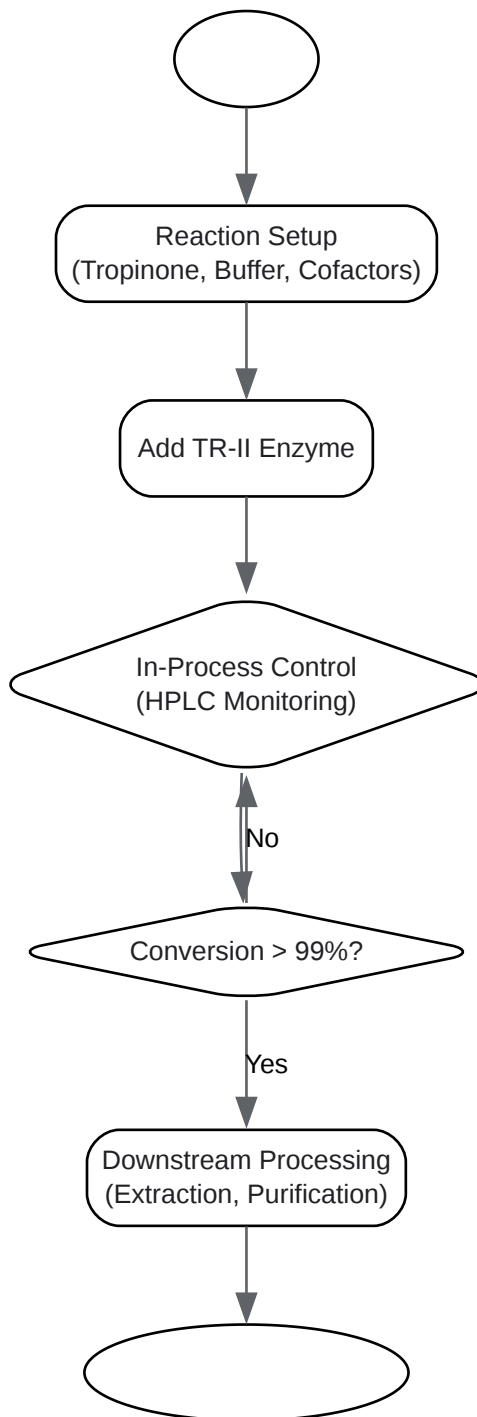 Reaction Setup
(Tropinone, Buffer, Cofactors)
Add TR-II Enzyme
In-Process Control
(HPLC Monitoring)
No
Conversion > 99%?
Yes
Downstream Processing
(Extraction, Purification)